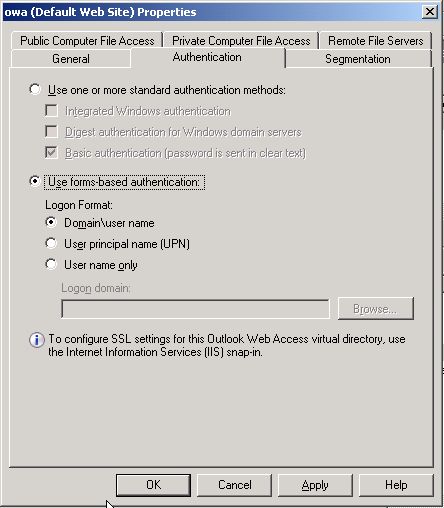 owa (Default Web Site) Properties
Public Computer File Access
Private Computer File Access
Remote File Servers
General
Authentication
Segmentation
Use one or more standard authentication methods:
Integrated Windows authentication
Digest authentication for Windows domain servers
Basic authentication (password is sent in clear text)
Use forms-based authentication:
Logon Format:
Domain\user name
User principal name (UPN)
User name only
Logon domain:
Browse...
To configure SSL settings for this Outlook Web Access virtual directory, use
the Internet Information Services (IIS) snap-in.
OK
Cancel
Apply
Help